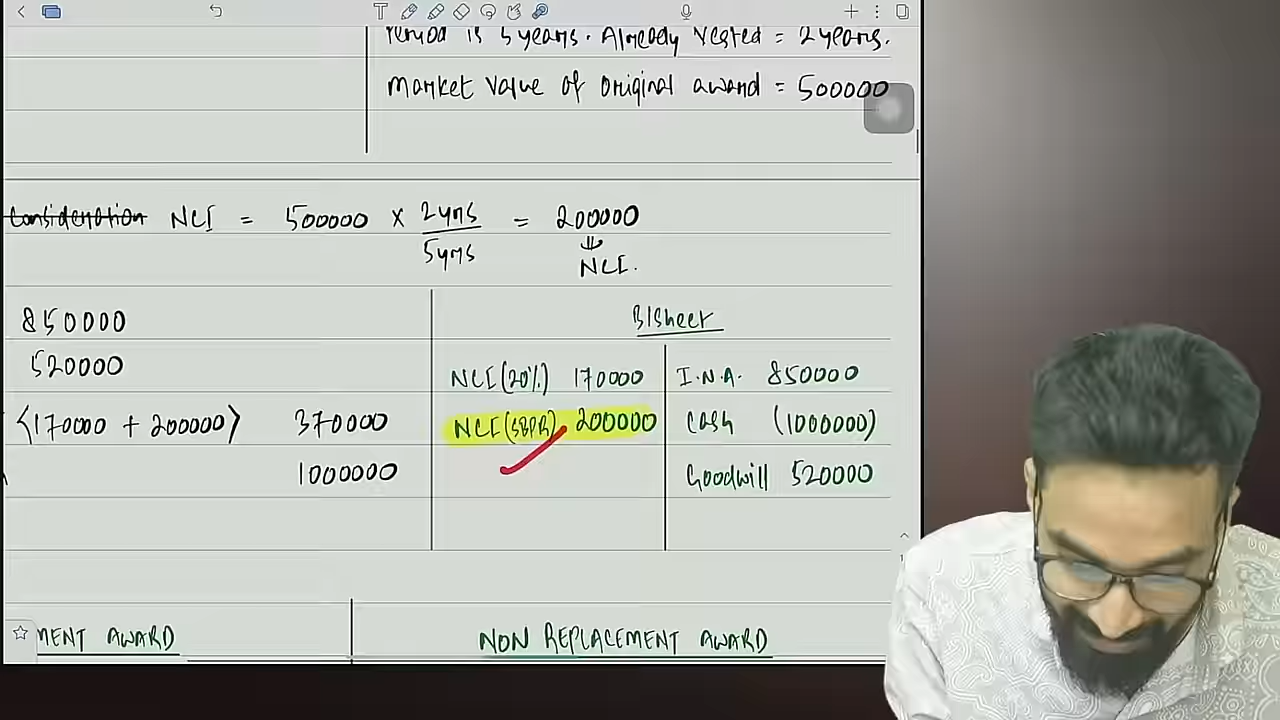 Period is 5 years. Already Vested = 2 years.
Market Value of Original award = 500000
Consideration NCI = 500000 × 2yrs/5yrs = 200000
⇓
NCI.
850000
520000
<170000 + 200000> 370000
1000000
B/Sheet
NCI (20%) 170000 I.N.A. 850000
NCI (SBPR) 200000 Cash (1000000)
Goodwill 520000
MENT AWARD
NON REPLACEMENT AWARD